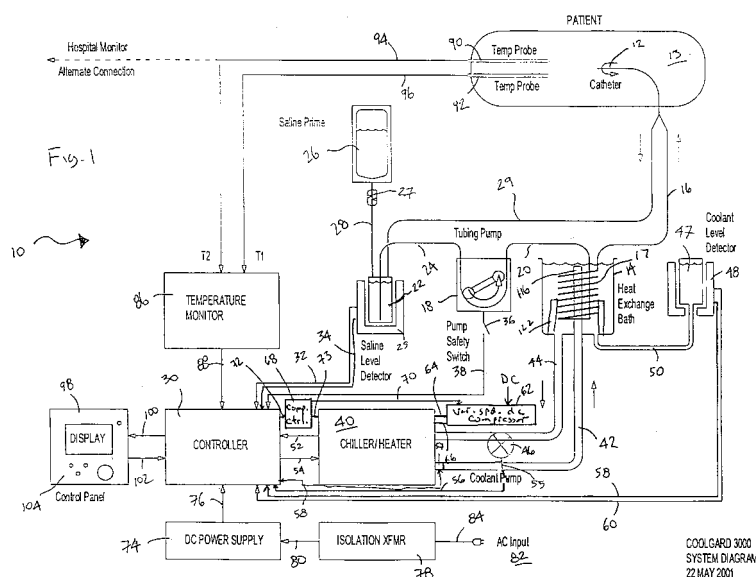 PATIENT
Hospital Monitor
Alternate Connection
94
90
Temp Probe
12
13
96
92
Temp Probe
Catheter
Saline Prime
26
Fig-1
27
29
16
28
Coolant
Level
Detector
47
10
T2
T1
24
Tubing Pump
20
17
14
116
48
22
18
Heat
Exchange
Bath
86
TEMPERATURE
MONITOR
25
36
122
34
Saline
Level
Detector
Pump
Safety
Switch
44
50
88
32
38
98
30
72
68
73
70
64
DC
62
Comp.
ctrl.
Var. spd. dc
Compressor
DISPLAY
100
CONTROLLER
52
40
CHILLER/HEATER
46
42
102
54
66
104
Control Panel
76
58
56
Coolant Pump
55
58
60
74
DC POWER SUPPLY
80
ISOLATION XFMR
78
84
AC Input
82
COOLGARD 3000
SYSTEM DIAGRAM
22 MAY 2001